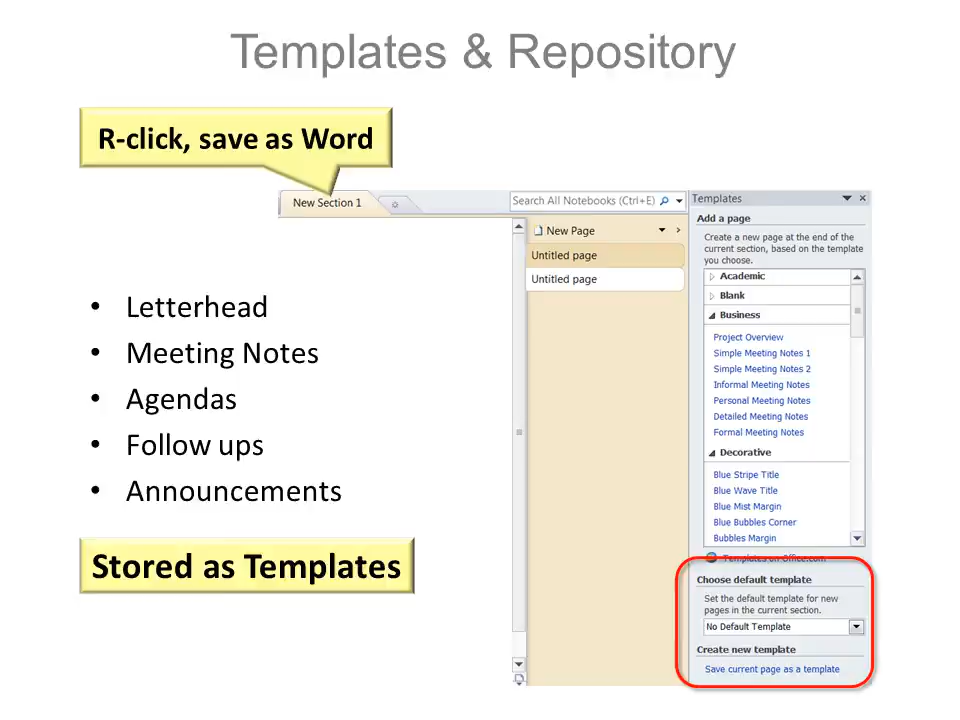 Templates & Repository
R-click, save as Word
New Section 1
Search All Notebooks (Ctrl+E)
Templates
Add a page
New Page
Create a new page at the end of the
current section, based on the template
you choose.
Untitled page
Untitled page
Academic
Blank
Business
Project Overview
Simple Meeting Notes 1
Simple Meeting Notes 2
Informal Meeting Notes
Personal Meeting Notes
Detailed Meeting Notes
Formal Meeting Notes
Decorative
Blue Stripe Title
Blue Wave Title
Blue Mist Margin
Blue Bubbles Corner
Bubbles Margin
Templates on Office.com
Choose default template
Set the default template for new
pages in the current section.
No Default Template
Create new template
Save current page as a template
• Letterhead
• Meeting Notes
• Agendas
• Follow ups
• Announcements
Stored as Templates